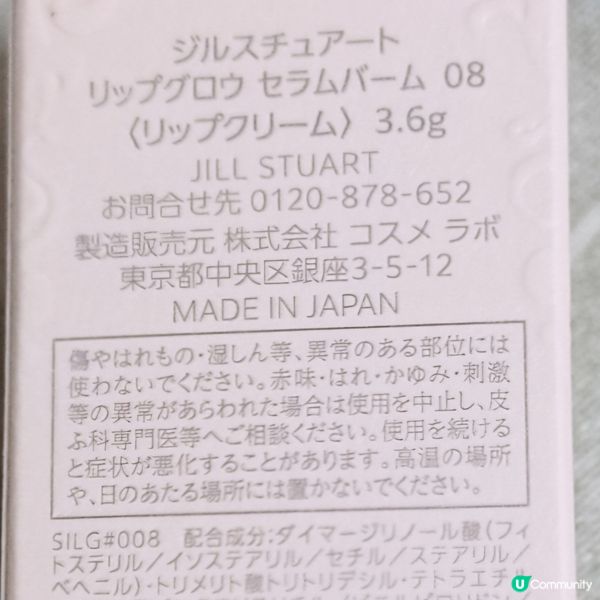 ジルスチュアート
リップグロウ セラムバーム 08
〈リップクリーム〉 3.6g
JILL STUART
お問合せ先 0120-878-652
製造販売元 株式会社 コスメ ラボ
東京都中央区銀座3-5-12
MADE IN JAPAN
傷やはれもの・湿しん等、異常のある部位には
使わないでください。赤味・はれ・かゆみ・刺激
等の異常があらわれた場合は使用を中止し、皮
ふ科専門医等へご相談ください。使用を続ける
と症状が悪化することがあります。高温の場所
や、日のあたる場所には置かないでください。
SILG#008 配合成分:ダイマージリノール酸(フィ
トステリル/イソステアリル/セチル/ステアリル/
ベヘニル)・トリメリト酸トリトリデシル・テトラエチル
U Community